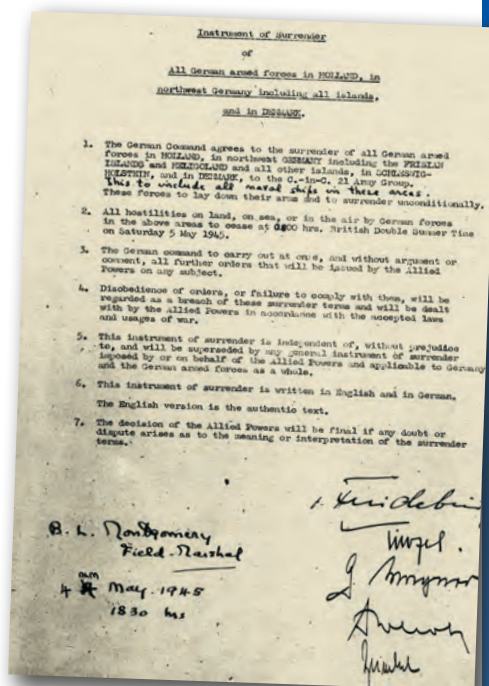 Instrument of Surrender
of
All German armed forces in HOLLAND, in
northwest Germany including all islands,
and in DENMARK.
1. The German Command agrees to the surrender of all German armed
forces in HOLLAND, in northwest GERMANY including the FRISIAN
ISLANDS and HELIGOLAND and all other islands, in SCHLESWIG-
HOLSTEIN, and in DENMARK, to the C.-in-C. 21 Army Group.
This to include all naval ships in these areas.
These forces to lay down their arms and to surrender unconditionally.
2. All hostilities on land, on sea, or in the air by German forces
in the above areas to cease at 0800 hrs. British Double Summer Time
on Saturday 5 May 1945.
3. The German command to carry out at once, and without argument or
comment, all further orders that will be issued by the Allied
Powers on any subject.
4. Disobedience of orders, or failure to comply with them, will be
regarded as a breach of these surrender terms and will be dealt
with by the Allied Powers in accordance with the accepted laws
and usages of war.
5. This instrument of surrender is independent of, without prejudice
to, and will be superseded by any general instrument of surrender
imposed by or on behalf of the Allied Powers and applicable to Germany
and the German armed forces as a whole.
6. This instrument of surrender is written in English and in German.
The English version is the authentic text.
7. The decision of the Allied Powers will be final if any doubt or
dispute arises as to the meaning or interpretation of the surrender
terms.
B. L. Montgomery
Field-Marshal
4 May 1945
1830 hrs